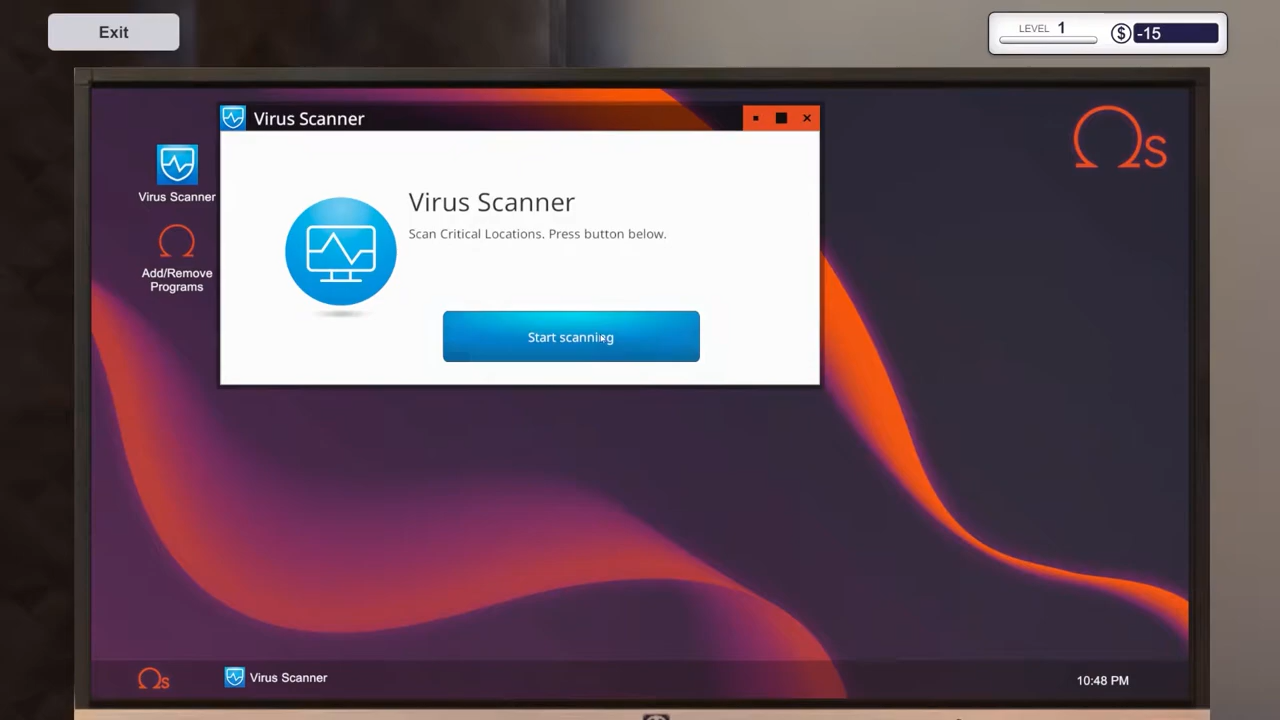 Exit
LEVEL 1
$ -15
Virus Scanner
Ωs
Virus Scanner
Virus Scanner
Scan Critical Locations. Press button below.
Add/Remove
Programs
Start scanning
Ωs
Virus Scanner
10:48 PM